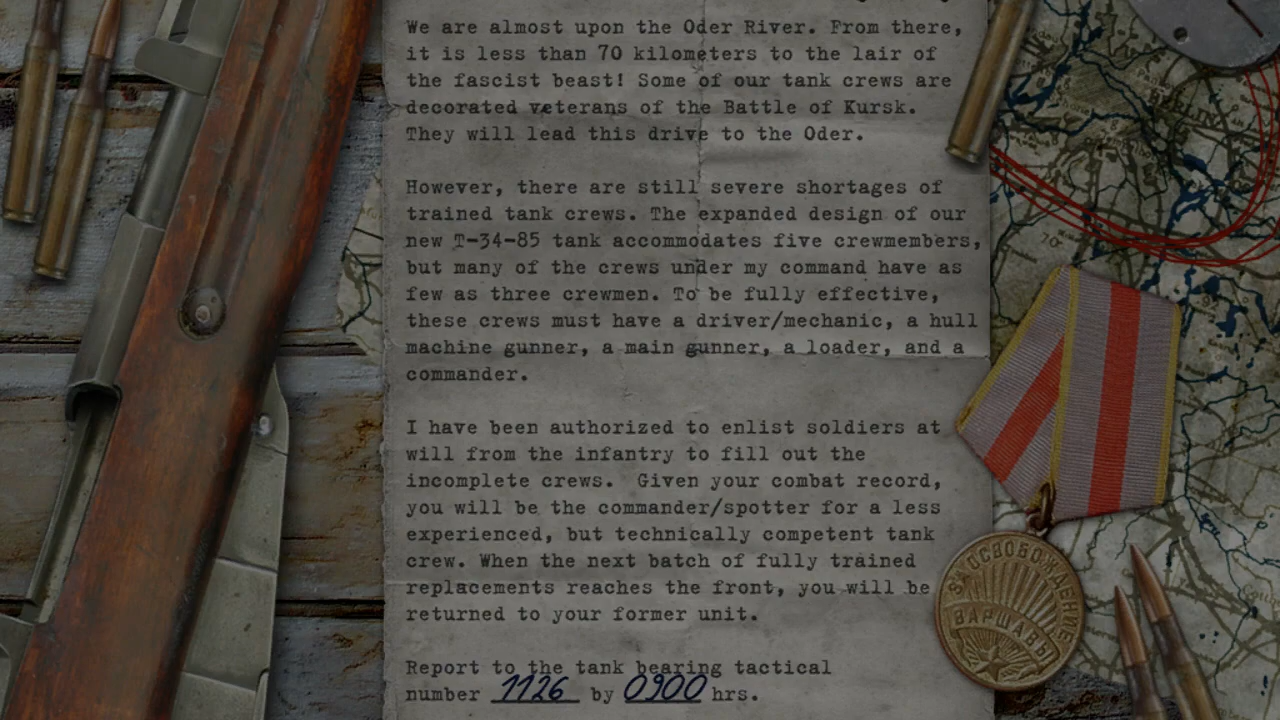 We are almost upon the Oder River. From there,
it is less than 70 kilometers to the lair of
the fascist beast! Some of our tank crews are
decorated veterans of the Battle of Kursk.
They will lead this drive to the Oder.
However, there are still severe shortages of
trained tank crews. The expanded design of our
new T-34-85 tank accommodates five crewmembers,
but many of the crews under my command have as
few as three crewmen. To be fully effective,
these crews must have a driver/mechanic, a hull
machine gunner, a main gunner, a loader, and a
commander.
I have been authorized to enlist soldiers at
will from the infantry to fill out the
incomplete crews. Given your combat record,
you will be the commander/spotter for a less
experienced, but technically competent tank
crew. When the next batch of fully trained
replacements reaches the front, you will be
returned to your former unit.
Report to the tank bearing tactical
number 1126 by 0900 hrs.
ЗА ОСВОБОЖДЕНИЕ
ВАРШАВЫ
BERLIN